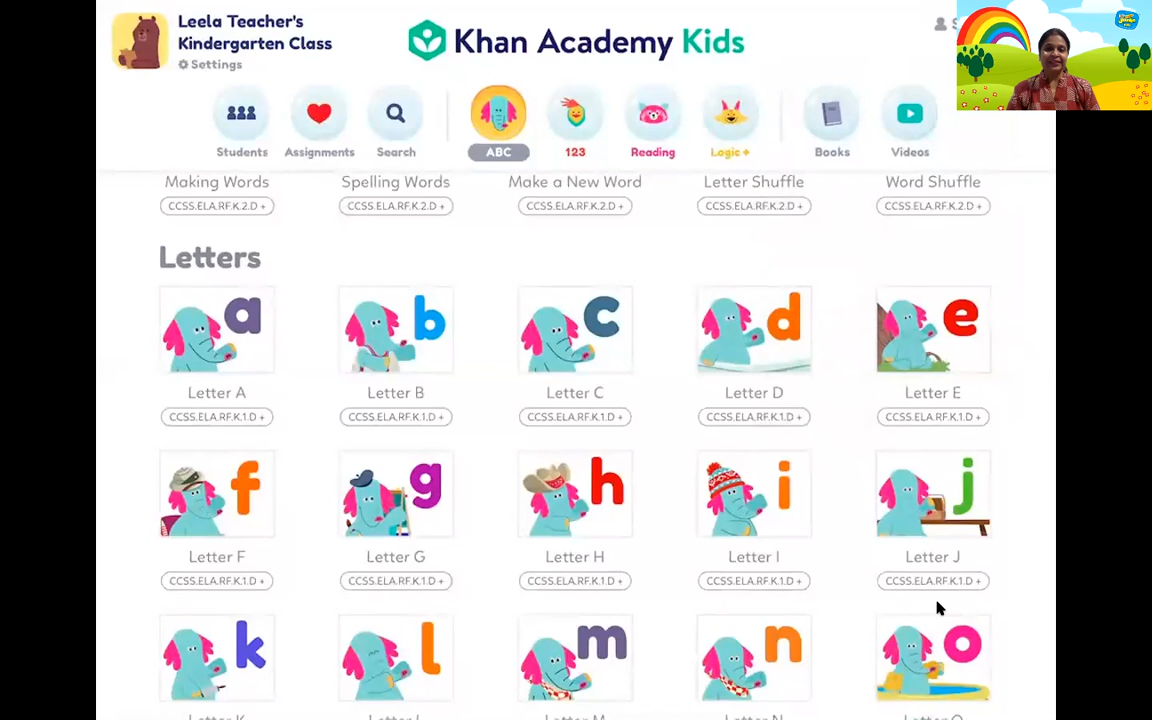 Leela Teacher's
Kindergarten Class
Settings
Khan Academy Kids
Students
Assignments
Search
ABC
123
Reading
Logic +
Books
Videos
Making Words
Spelling Words
Make a New Word
Letter Shuffle
Word Shuffle
CCSS.ELA.RF.K.2.D +
CCSS.ELA.RF.K.2.D +
CCSS.ELA.RF.K.2.D +
CCSS.ELA.RF.K.2.D +
CCSS.ELA.RF.K.2.D +
Letters
a
b
c
d
e
Letter A
Letter B
Letter C
Letter D
Letter E
CCSS.ELA.RF.K.1.D +
CCSS.ELA.RF.K.1.D +
CCSS.ELA.RF.K.1.D +
CCSS.ELA.RF.K.1.D +
CCSS.ELA.RF.K.1.D +
f
g
h
i
j
Letter F
Letter G
Letter H
Letter I
Letter J
CCSS.ELA.RF.K.1.D +
CCSS.ELA.RF.K.1.D +
CCSS.ELA.RF.K.1.D +
CCSS.ELA.RF.K.1.D +
CCSS.ELA.RF.K.1.D +
k
l
m
n
o